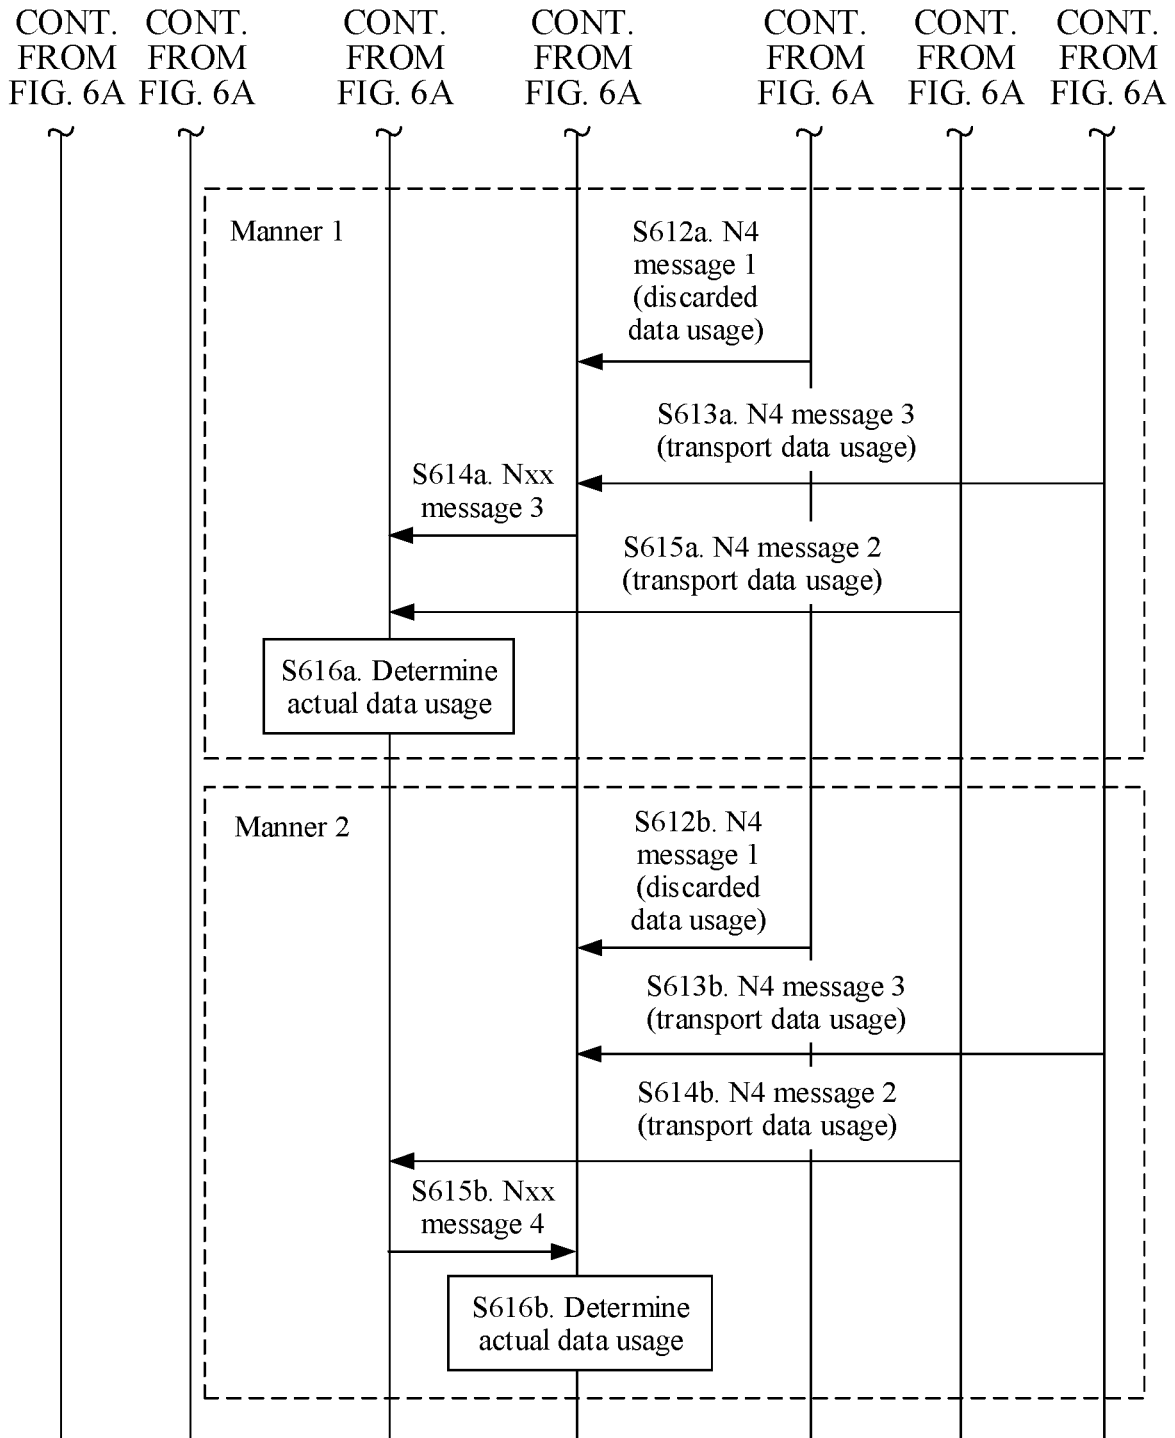 CONT. FROM FIG. 6A
CONT. FROM FIG. 6A
CONT. FROM FIG. 6A
CONT. FROM FIG. 6A
CONT. FROM FIG. 6A
CONT. FROM FIG. 6A
CONT. FROM FIG. 6A
Manner 1
S612a. N4
message 1
(discarded
data usage)
S613a. N4 message 3
(transport data usage)
S614a. Nxx
message 3
S615a. N4 message 2
(transport data usage)
S616a. Determine
actual data usage
Manner 2
S612b. N4
message 1
(discarded
data usage)
S613b. N4 message 3
(transport data usage)
S614b. N4 message 2
(transport data usage)
S615b. Nxx
message 4
S616b. Determine
actual data usage